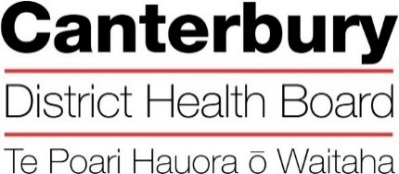 Canterbury
District Health Board
Te Poari Hauora ō Waitaha